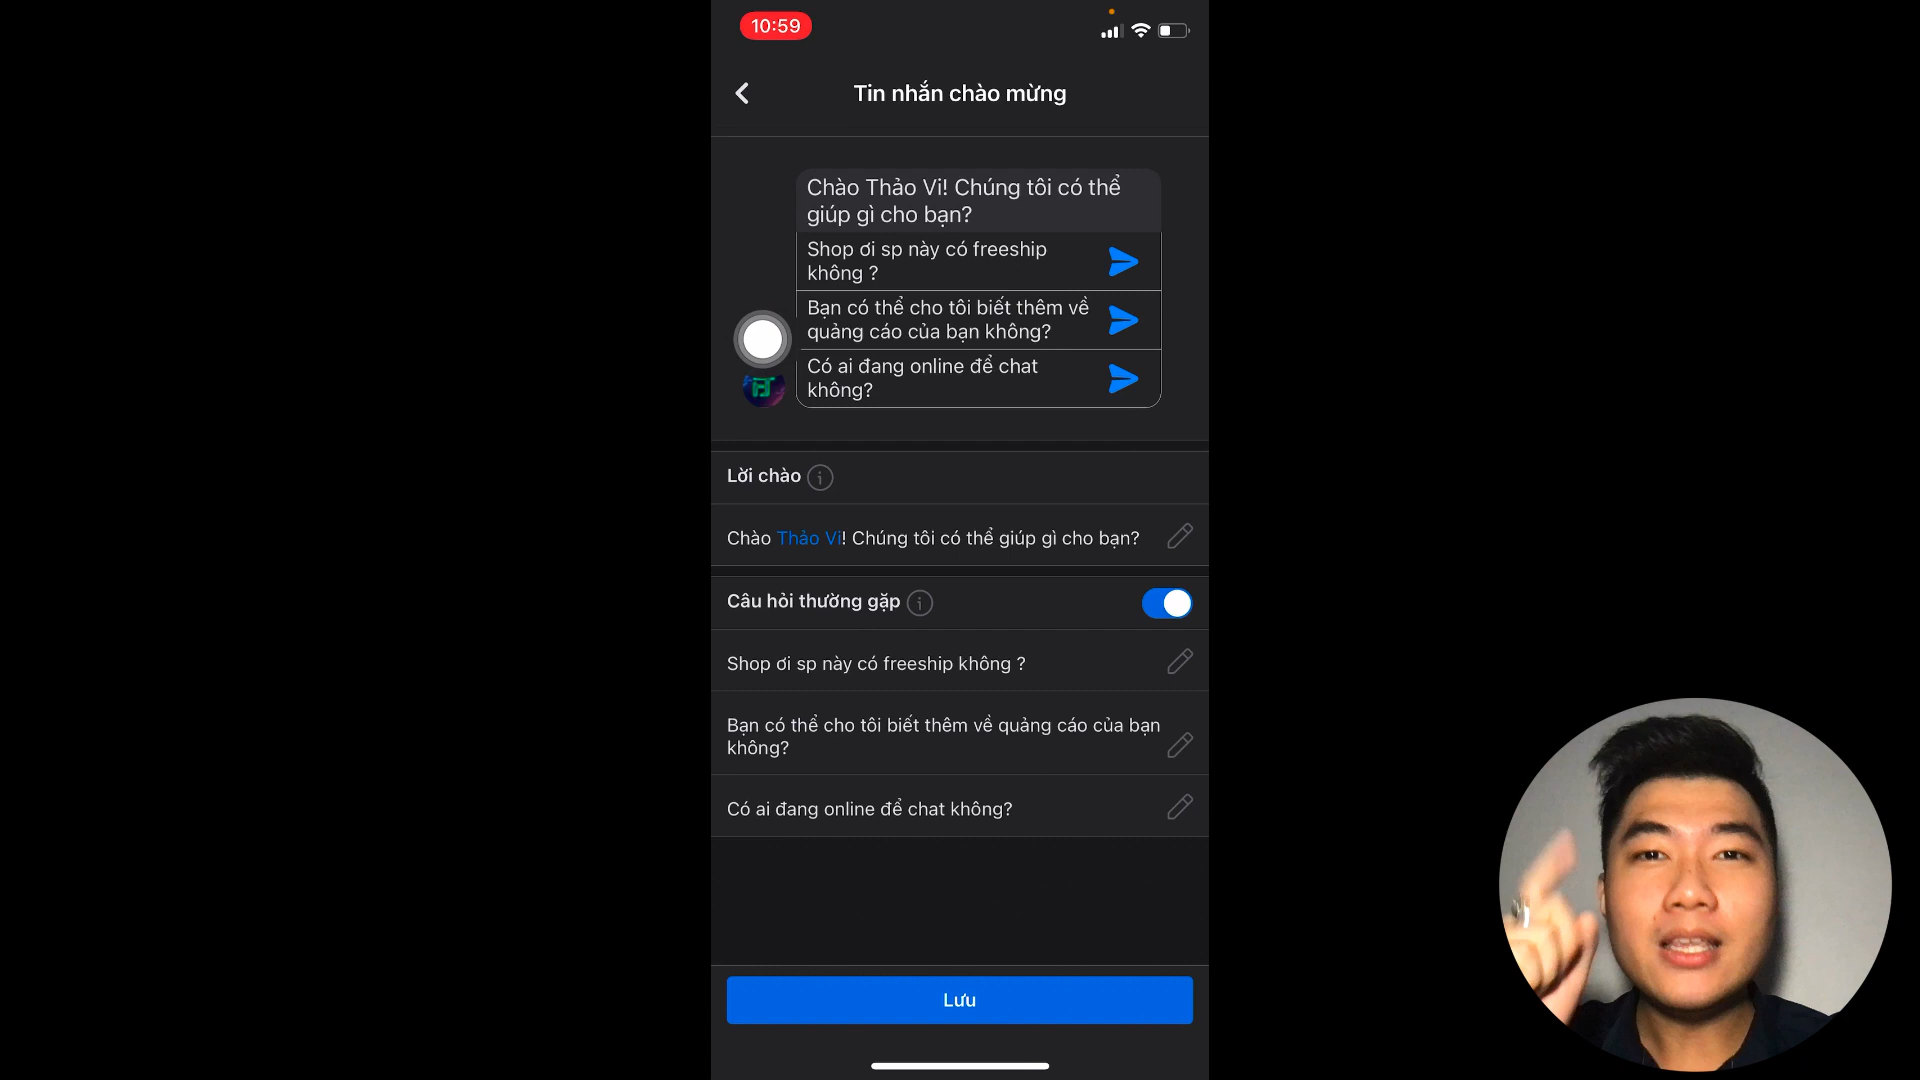 10:59
Tin nhắn chào mừng
Chào Thảo Vi! Chúng tôi có thể
giúp gì cho bạn?
Shop ơi sp này có freeship
không ?
Bạn có thể cho tôi biết thêm về
quảng cáo của bạn không?
Có ai đang online để chat
không?
Lời chào
Chào Thảo Vi! Chúng tôi có thể giúp gì cho bạn?
Câu hỏi thường gặp
Shop ơi sp này có freeship không ?
Bạn có thể cho tôi biết thêm về quảng cáo của bạn
không?
Có ai đang online để chat không?
Lưu